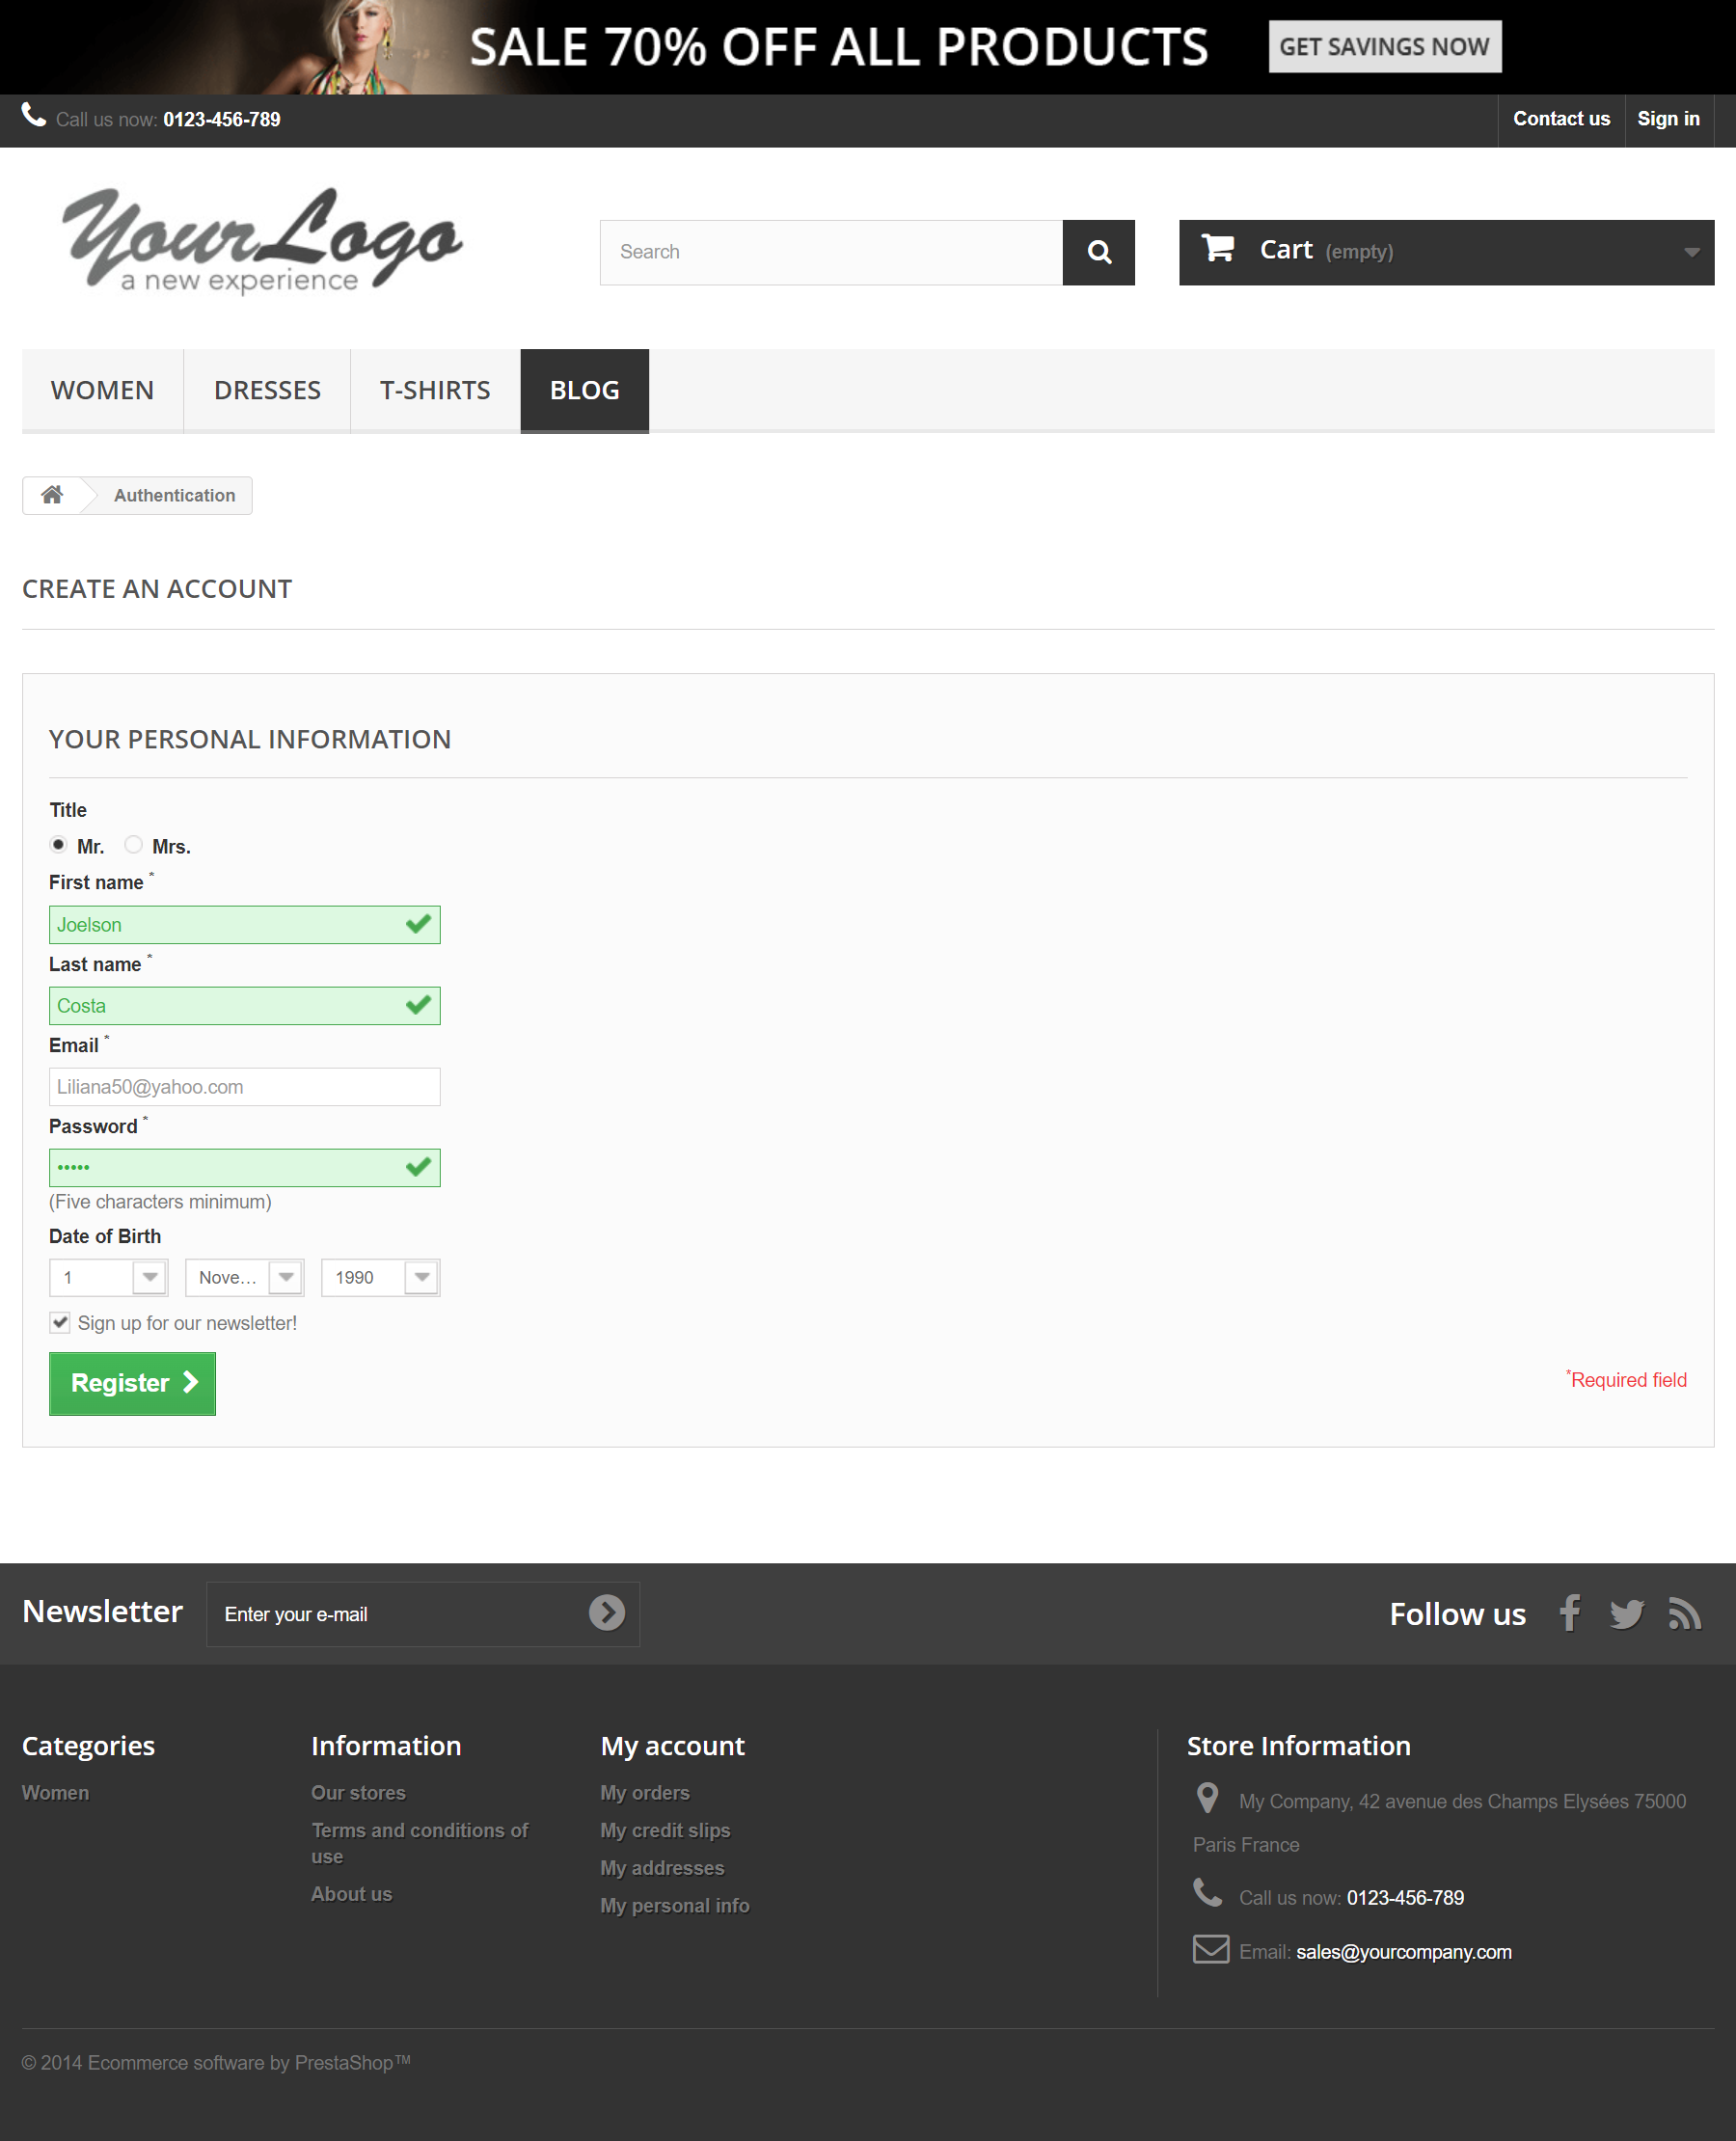 SALE 70% OFF ALL PRODUCTS GET SAVINGS NOW
Call us now: 0123-456-789 Contact us Sign in
YourLogo
a new experience
Search
Cart (empty)
WOMEN DRESSES T-SHIRTS BLOG
Authentication
CREATE AN ACCOUNT
YOUR PERSONAL INFORMATION
Title
Mr. Mrs.
First name *
Joelson
Last name *
Costa
Email *
Liliana50@yahoo.com
Password *
•••••
(Five characters minimum)
Date of Birth
1 Nove... 1990
Sign up for our newsletter!
Register
*Required field
Newsletter Enter your e-mail Follow us
Categories
Women
Information
Our stores
Terms and conditions of
use
About us
My account
My orders
My credit slips
My addresses
My personal info
Store Information
My Company, 42 avenue des Champs Elysées 75000
Paris France
Call us now: 0123-456-789
Email: sales@yourcompany.com
© 2014 Ecommerce software by PrestaShop™